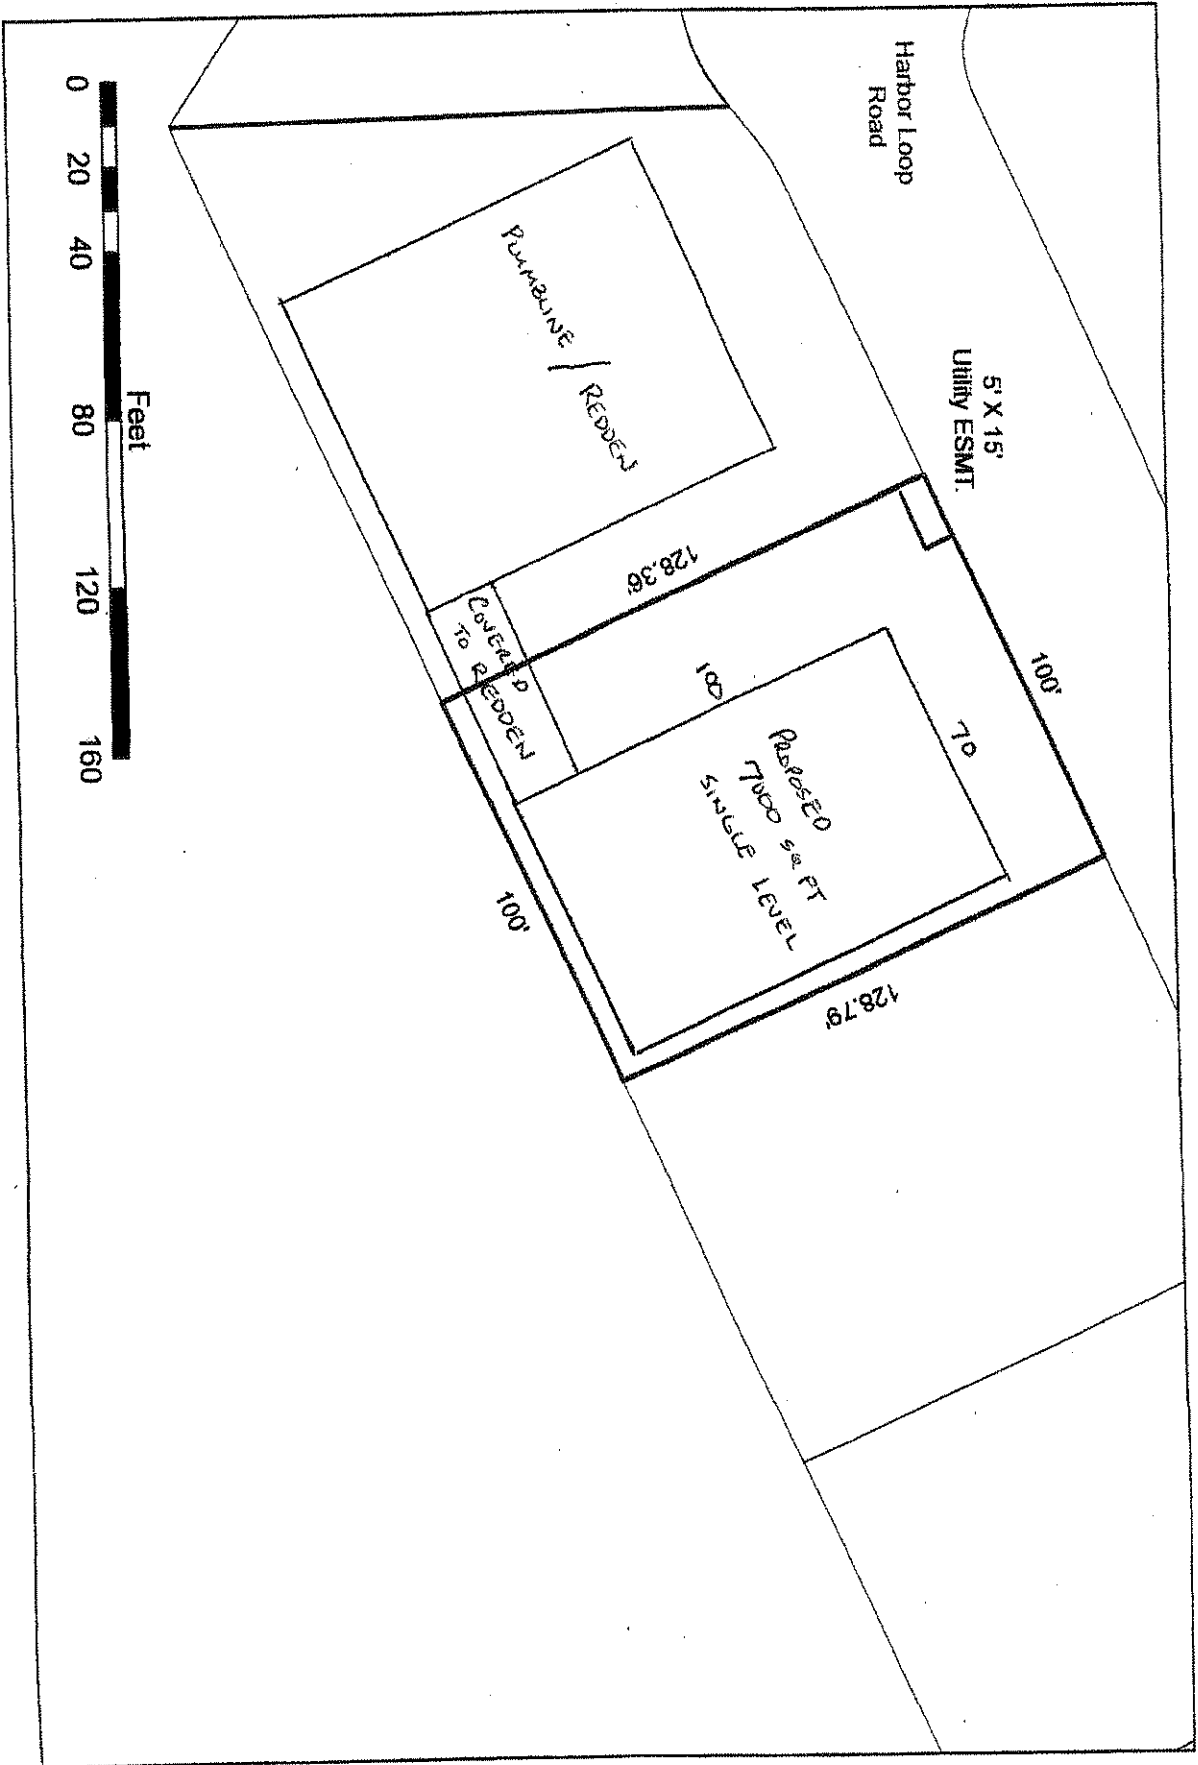 Harbor Loop
Road
5' X 15'
Utility ESMT.
PLUMBLINE / REDDEN
128.36'
100'
COVERED
TO REDDEN
100
70
PROPOSED
7000 SQ FT
SINGLE LEVEL
128.79'
100'
Feet
0 20 40 80 120 160